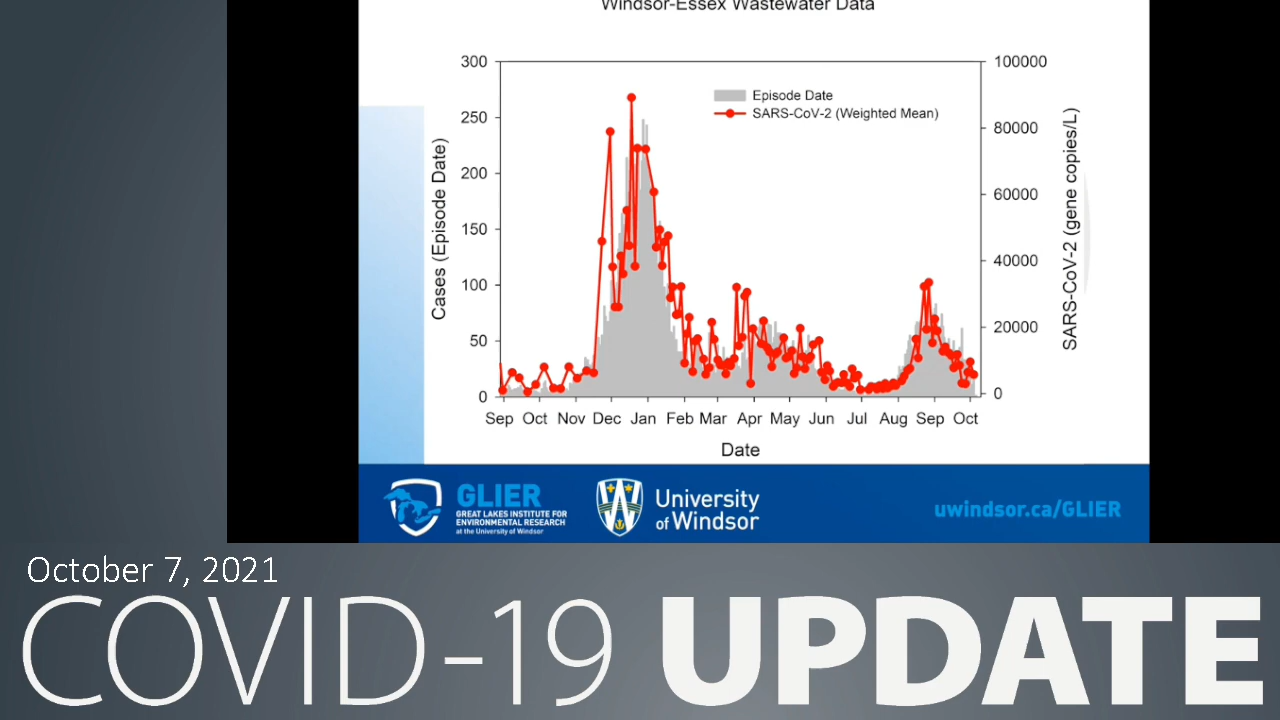 Windsor-Essex Wastewater Data
300
250
200
150
100
50
0
Cases (Episode Date)
100000
80000
60000
40000
20000
0
SARS-CoV-2 (gene copies/L)
Episode Date
SARS-CoV-2 (Weighted Mean)
Sep Oct Nov Dec Jan Feb Mar Apr May Jun Jul Aug Sep Oct
Date
GLIER
GREAT LAKES INSTITUTE FOR
ENVIRONMENTAL RESEARCH
at the University of Windsor
University
of Windsor
uwindsor.ca/GLIER
October 7, 2021
COVID-19 UPDATE